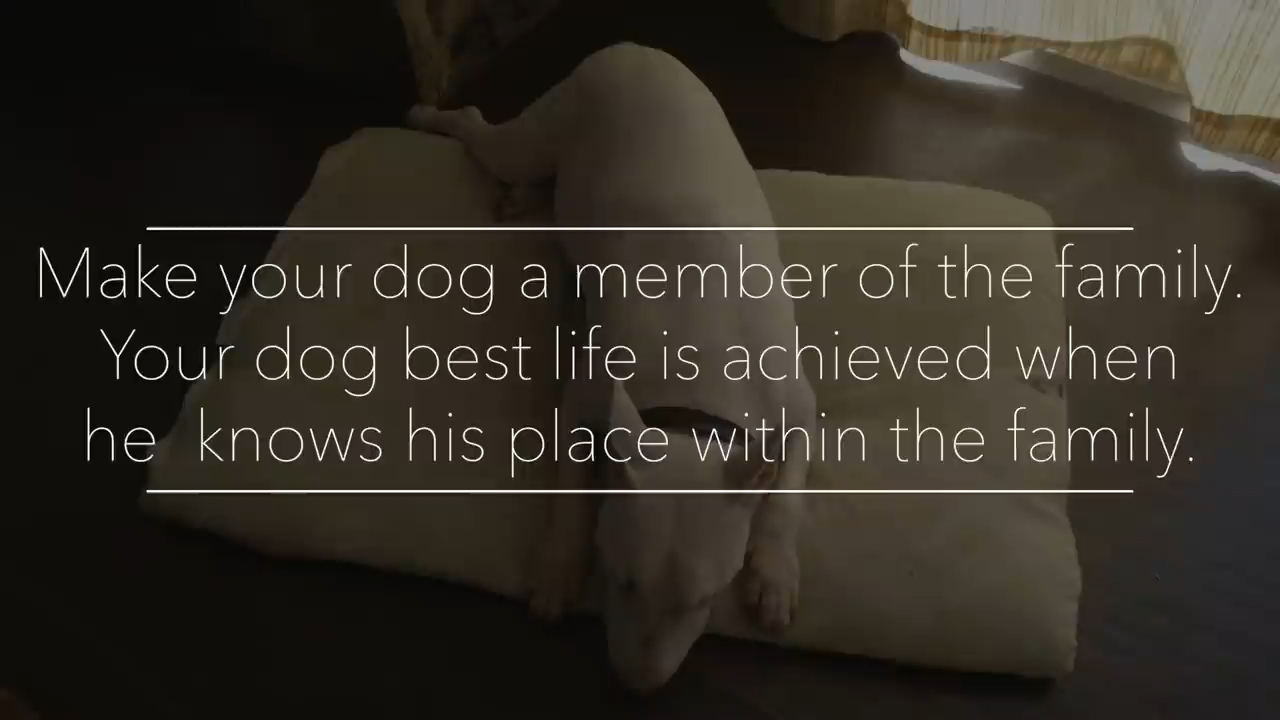 Make your dog a member of the family.
Your dog best life is achieved when
he  knows his place within the family.